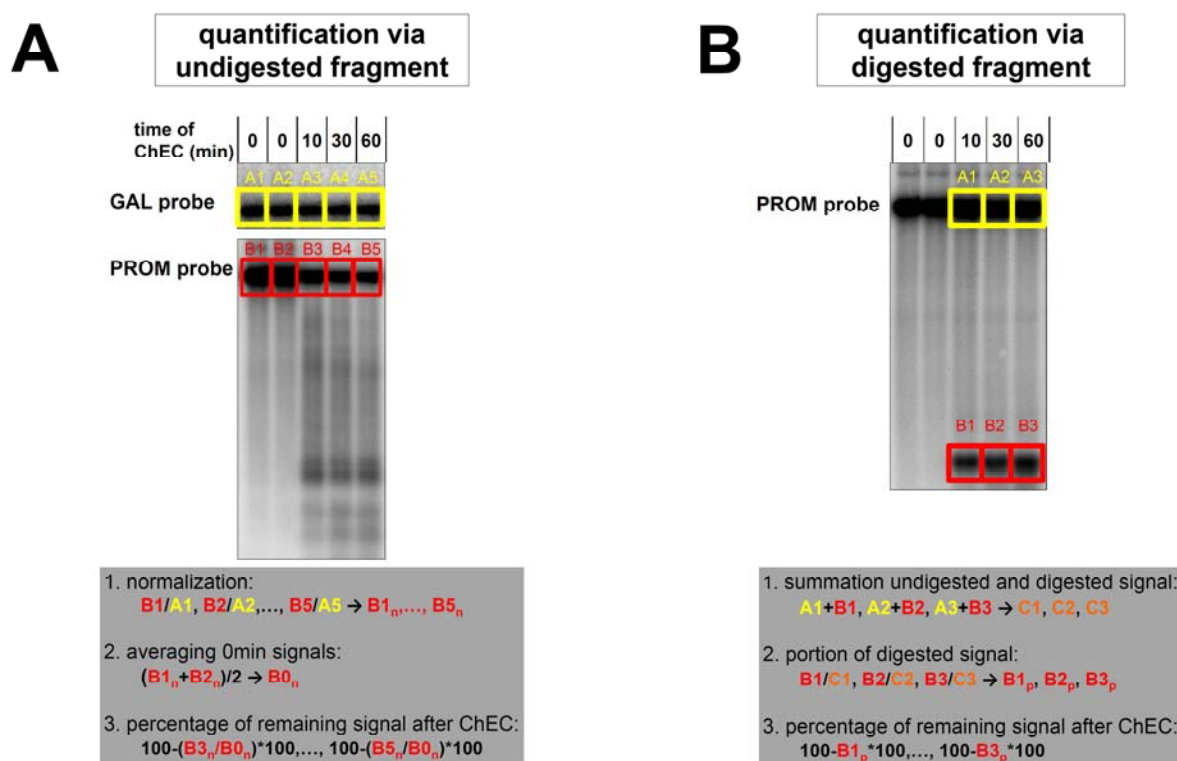 A
quantification via
undigested fragment
time of
ChEC (min)
0 0 10 30 60
GAL probe
A1 A2 A3 A4 A5
PROM probe
B1 B2 B3 B4 B5
1. normalization:
B1/A1, B2/A2,…, B5/A5 → B1n,…, B5n
2. averaging 0min signals:
(B1n+B2n)/2 → B0n
3. percentage of remaining signal after ChEC:
100-(B3n/B0n)*100,…, 100-(B5n/B0n)*100
B
quantification via
digested fragment
0 0 10 30 60
PROM probe
A1 A2 A3
B1 B2 B3
1. summation undigested and digested signal:
A1+B1, A2+B2, A3+B3 → C1, C2, C3
2. portion of digested signal:
B1/C1, B2/C2, B3/C3 → B1p, B2p, B3p
3. percentage of remaining signal after ChEC:
100-B1p*100,…, 100-B3p*100